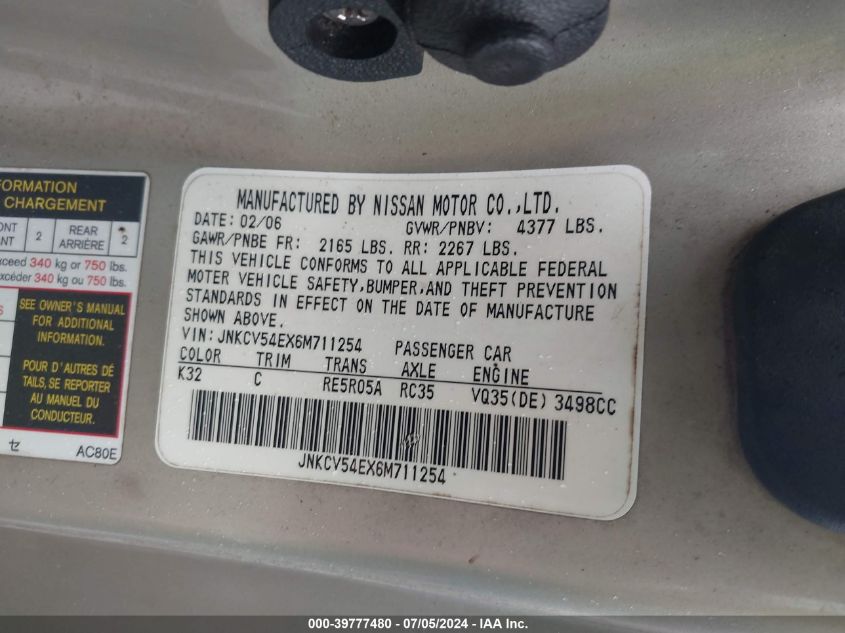 FORMATION
CHARGEMENT
2
REAR
ARRIÈRE
2
340 kg or 750 lbs.
excéder 340 kg ou 750 lbs.
SEE OWNER'S MANUAL
FOR ADDITIONAL
INFORMATION.
POUR D'AUTRES DÉ
TAILS, SE REPORTER
AU MANUEL DU
CONDUCTEUR.
AC80E
MANUFACTURED BY NISSAN MOTOR CO.,LTD.
DATE: 02/06 GVWR/PNBV: 4377 LBS.
GAWR/PNBE FR: 2165 LBS. RR: 2267 LBS.
THIS VEHICLE CONFORMS TO ALL APPLICABLE FEDERAL
MOTER VEHICLE SAFETY,BUMPER,AND THEFT PREVENTION
STANDARDS IN EFFECT ON THE DATE OF MANUFACTURE
SHOWN ABOVE.
VIN:JNKCV54EX6M711254 PASSENGER CAR
COLOR TRIM TRANS AXLE ENGINE
K32 C RE5R05A RC35 VQ35(DE) 3498CC
JNKCV54EX6M711254
000-39777480 - 07/05/2024 - IAA Inc.